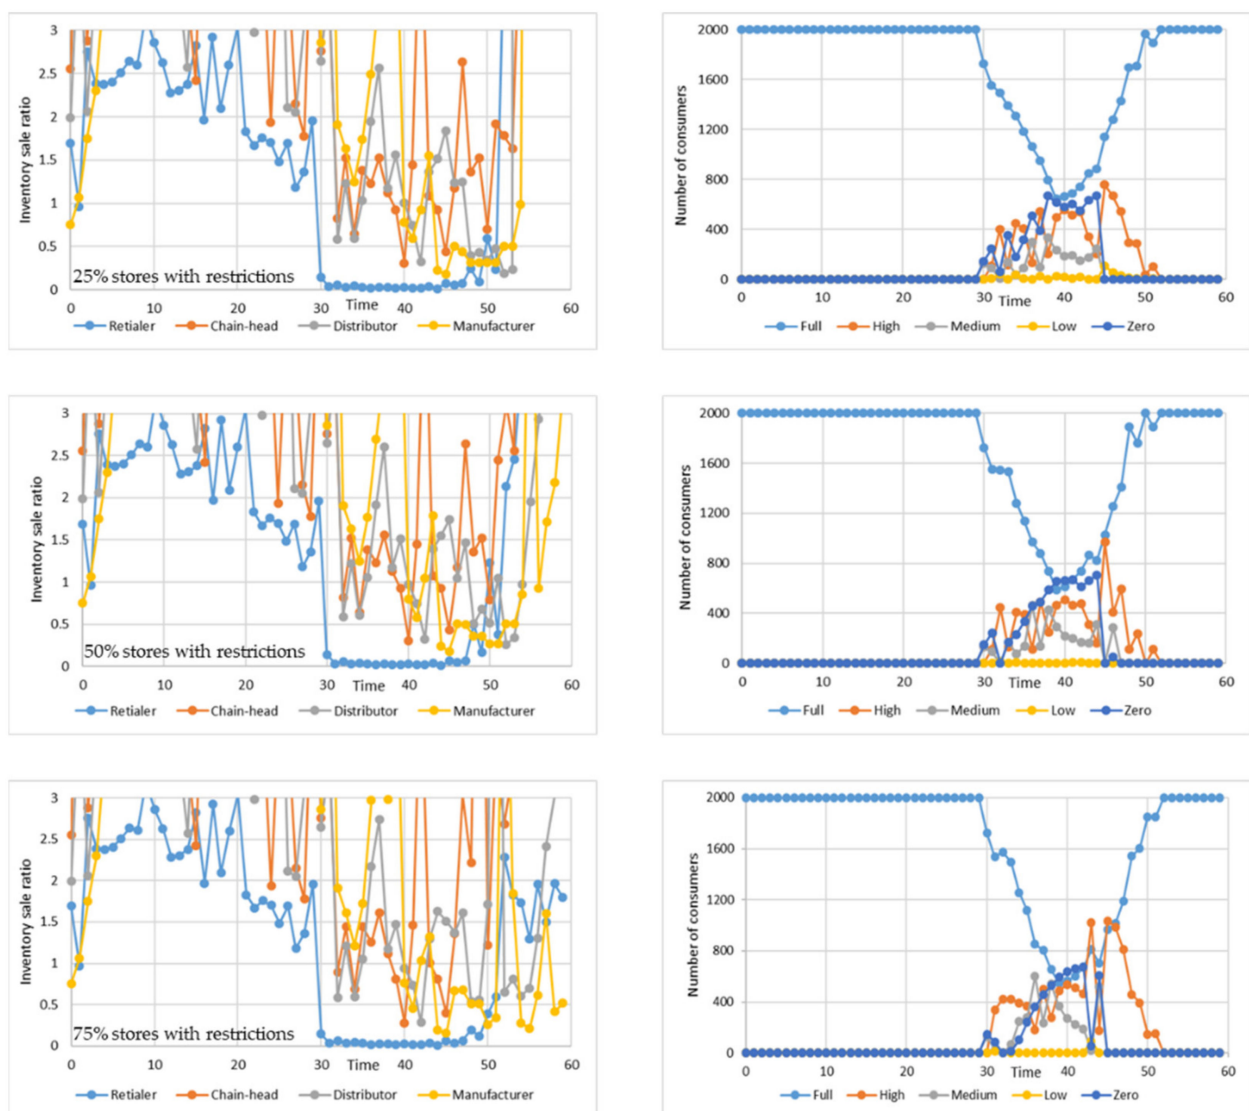 3
2.5
2
1.5
1
0.5
0
Inventory sale ratio
25% stores with restrictions
0 10 20 30 40 50 60
Time
Retialer Chain-head Distributor Manufacturer
2000
1600
1200
800
400
0
Number of consumers
0 10 20 30 40 50 60
Time
Full High Medium Low Zero
3
2.5
2
1.5
1
0.5
0
Inventory sale ratio
50% stores with restrictions
0 10 20 30 40 50 60
Time
Retialer Chain-head Distributor Manufacturer
2000
1600
1200
800
400
0
Number of consumers
0 10 20 30 40 50 60
Time
Full High Medium Low Zero
3
2.5
2
1.5
1
0.5
0
Inventory sale ratio
75% stores with restrictions
0 10 20 30 40 50 60
Time
Retialer Chain-head Distributor Manufacturer
2000
1600
1200
800
400
0
Number of consumers
0 10 20 30 40 50 60
Time
Full High Medium Low Zero